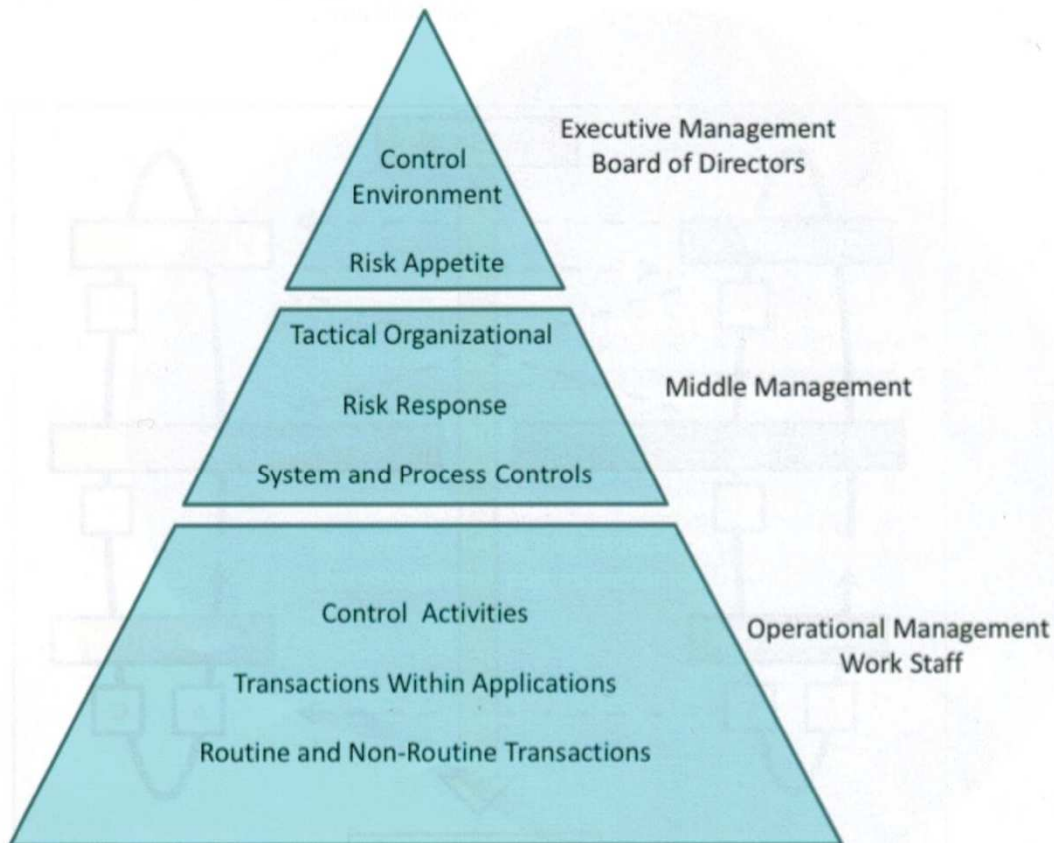 Control
Environment
Risk Appetite
Executive Management
Board of Directors
Tactical Organizational
Risk Response
System and Process Controls
Middle Management
Control Activities
Transactions Within Applications
Routine and Non-Routine Transactions
Operational Management
Work Staff